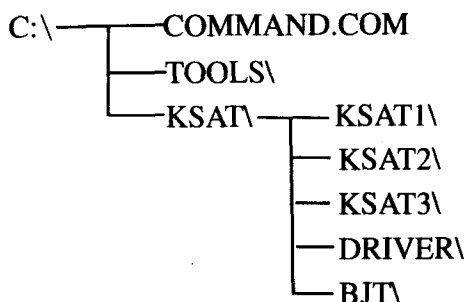 C:\ COMMAND.COM
TOOLS\
KSAT\ KSAT1\
KSAT2\
KSAT3\
DRIVER\
BJT\